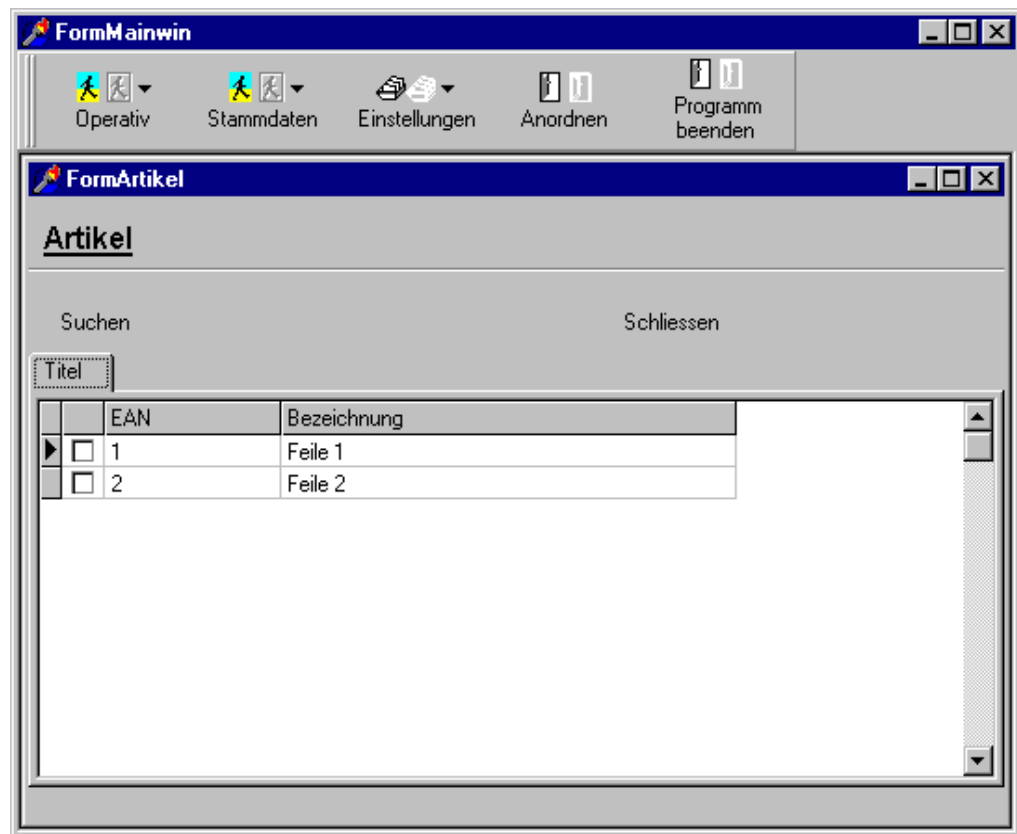 FormMainwin
Operativ Stammdaten Einstellungen Anordnen Programm
beenden
FormArtikel
Artikel
Suchen Schliessen
Titel
EAN Bezeichnung
1 Feile 1
2 Feile 2